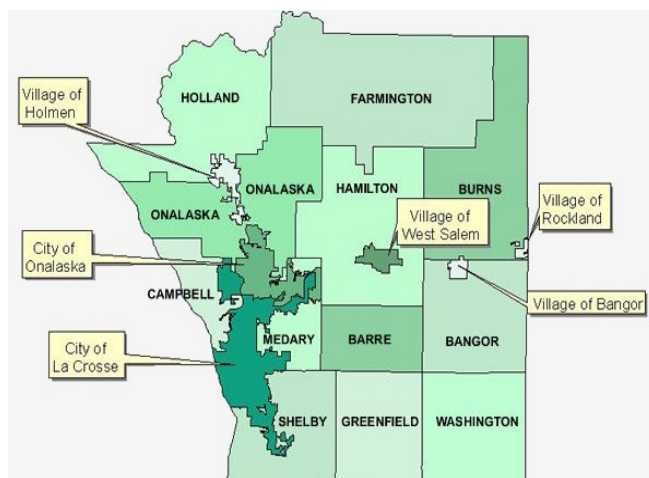 HOLLAND
FARMINGTON
Village of
Holmen
ONALASKA
HAMILTON
BURNS
Village of
Rockland
ONALASKA
Village of
West Salem
City of
Onalaska
CAMPBELL
Village of Bangor
City of
La Crosse
MEDARY
BARRE
BANGOR
SHELBY
GREENFIELD
WASHINGTON